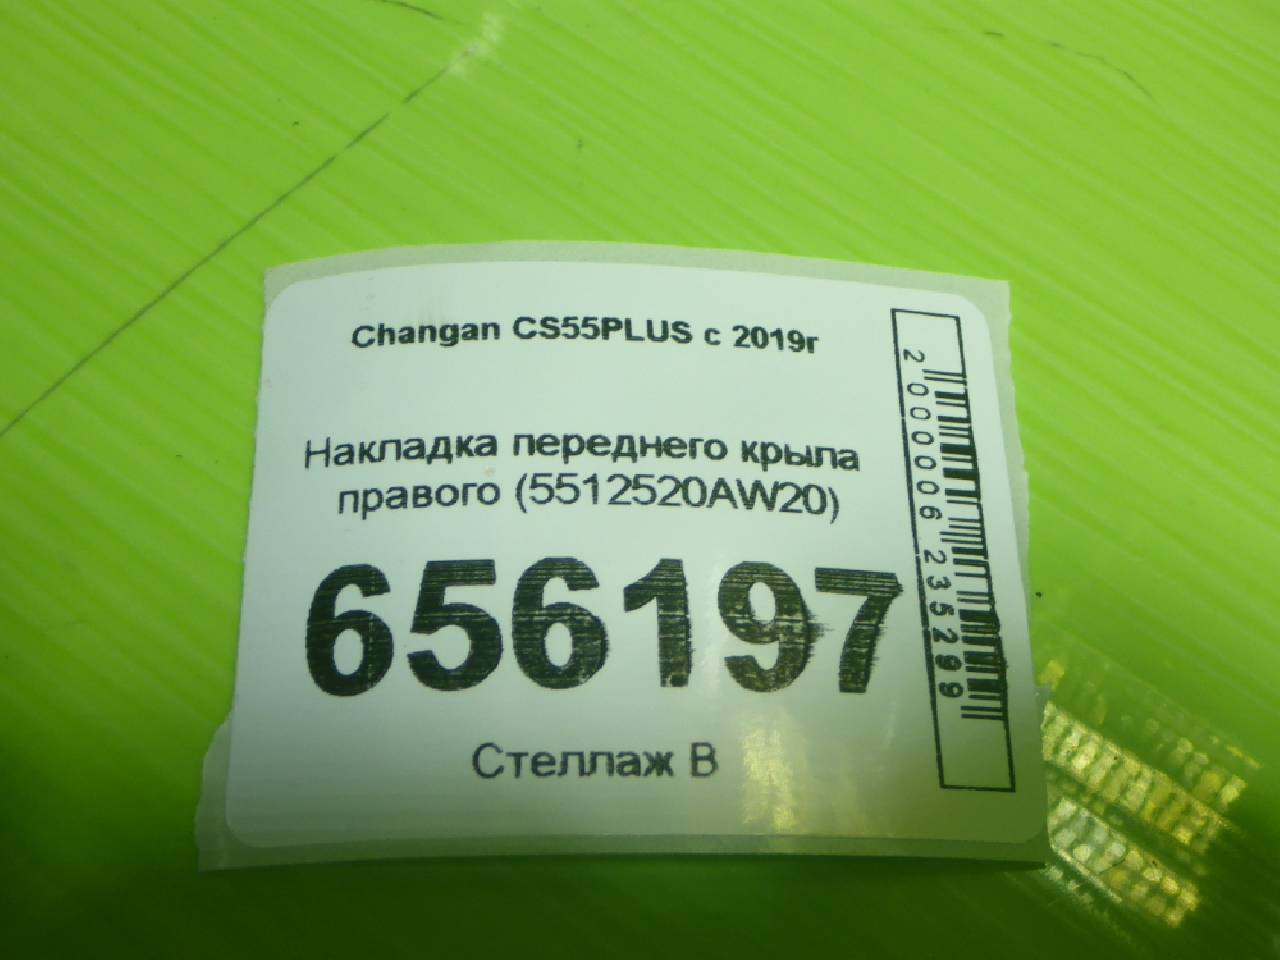 Changan CS55PLUS с 2019г
Накладка переднего крыла
правого (5512520AW20)
656197
Стеллаж В
2000006235299